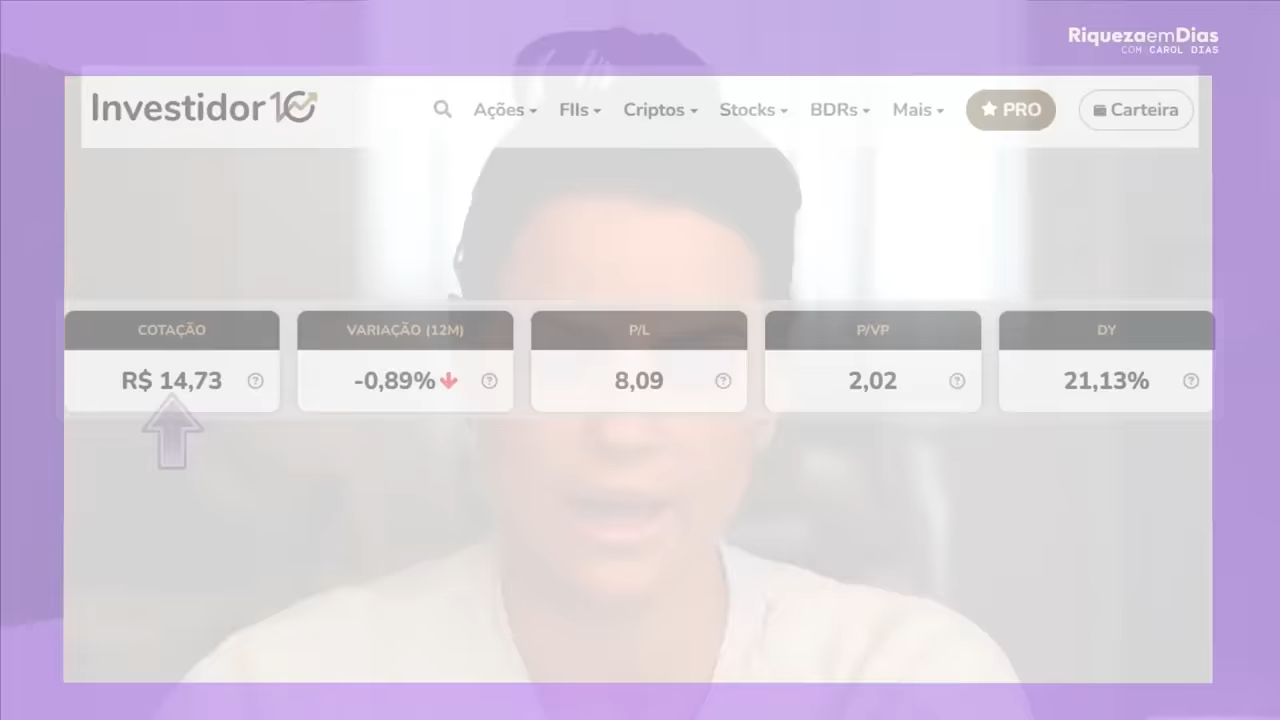 RiquezaemDias
COM CAROL DIAS
Investidor10
Ações FIIs Criptos Stocks BDRs Mais PRO Carteira
COTAÇÃO VARIAÇÃO (12M) P/L P/VP DY
R$ 14,73 ? -0,89% ? 8,09 ? 2,02 ? 21,13% ?